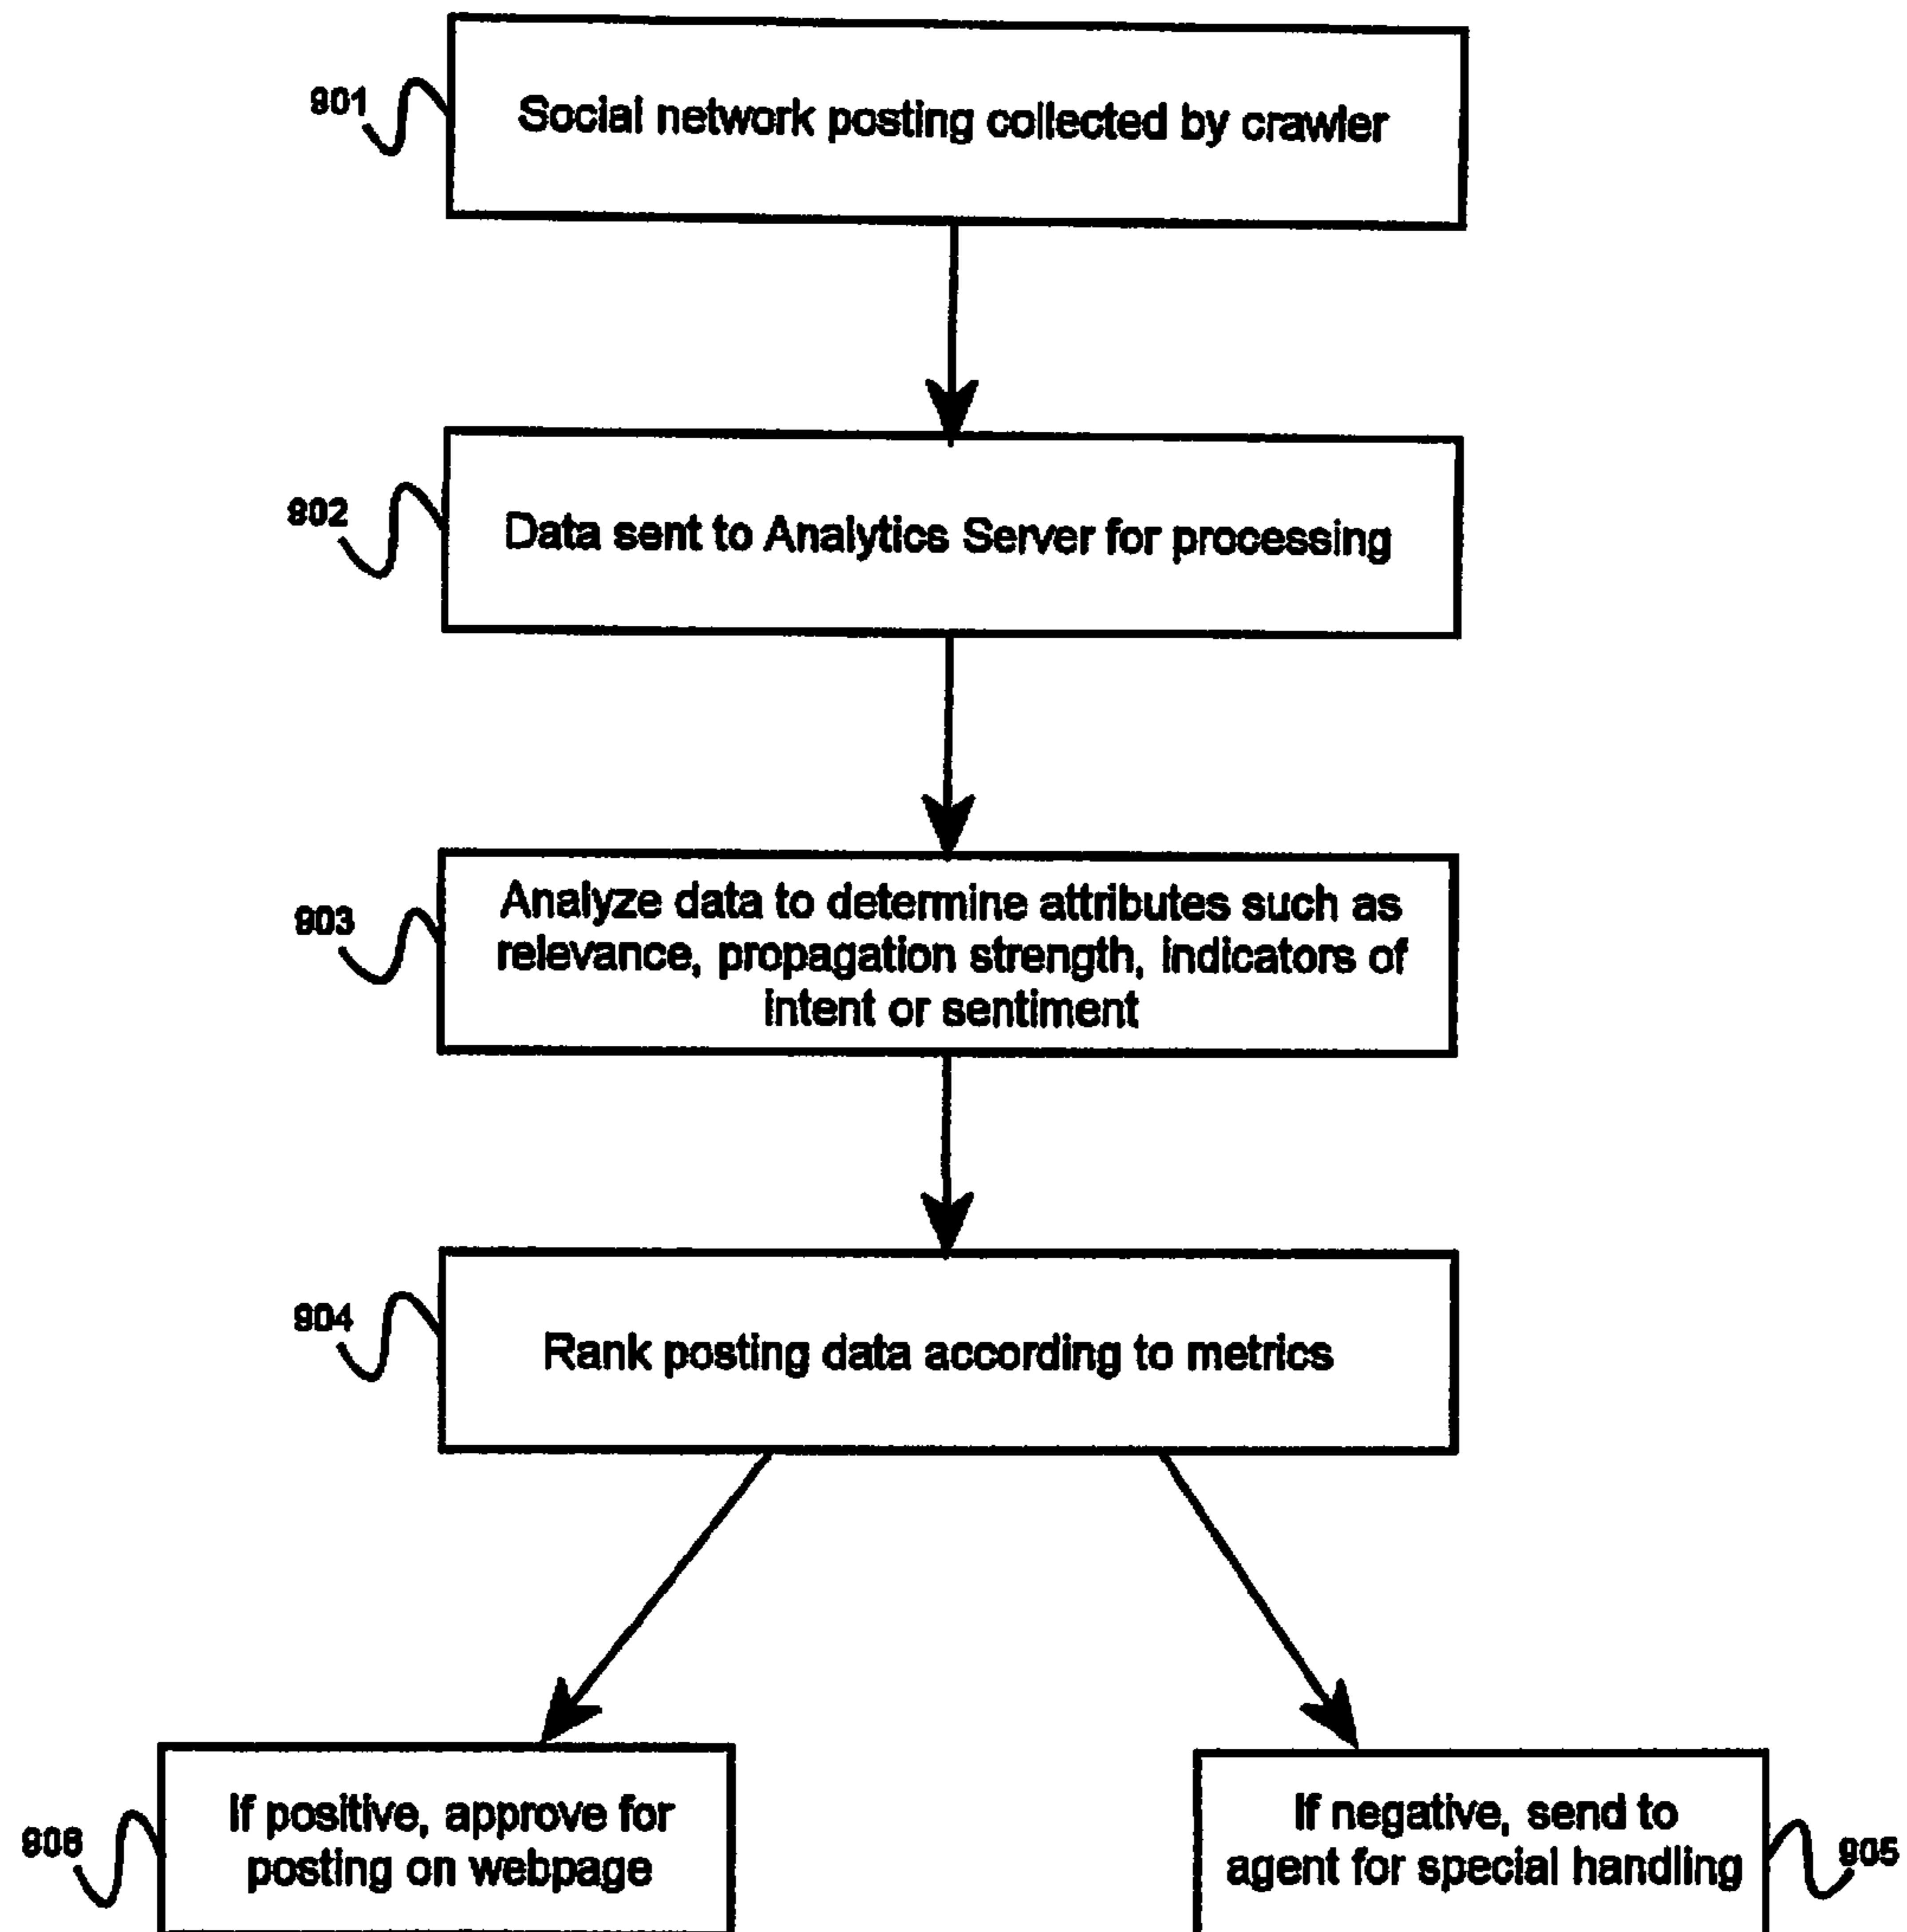 901
Social network posting collected by crawler
902
Data sent to Analytics Server for processing
903
Analyze data to determine attributes such as
relevance, propagation strength, indicators of
intent or sentiment
904
Rank posting data according to metrics
906
If positive, approve for
posting on webpage
If negative, send to
agent for special handling
905